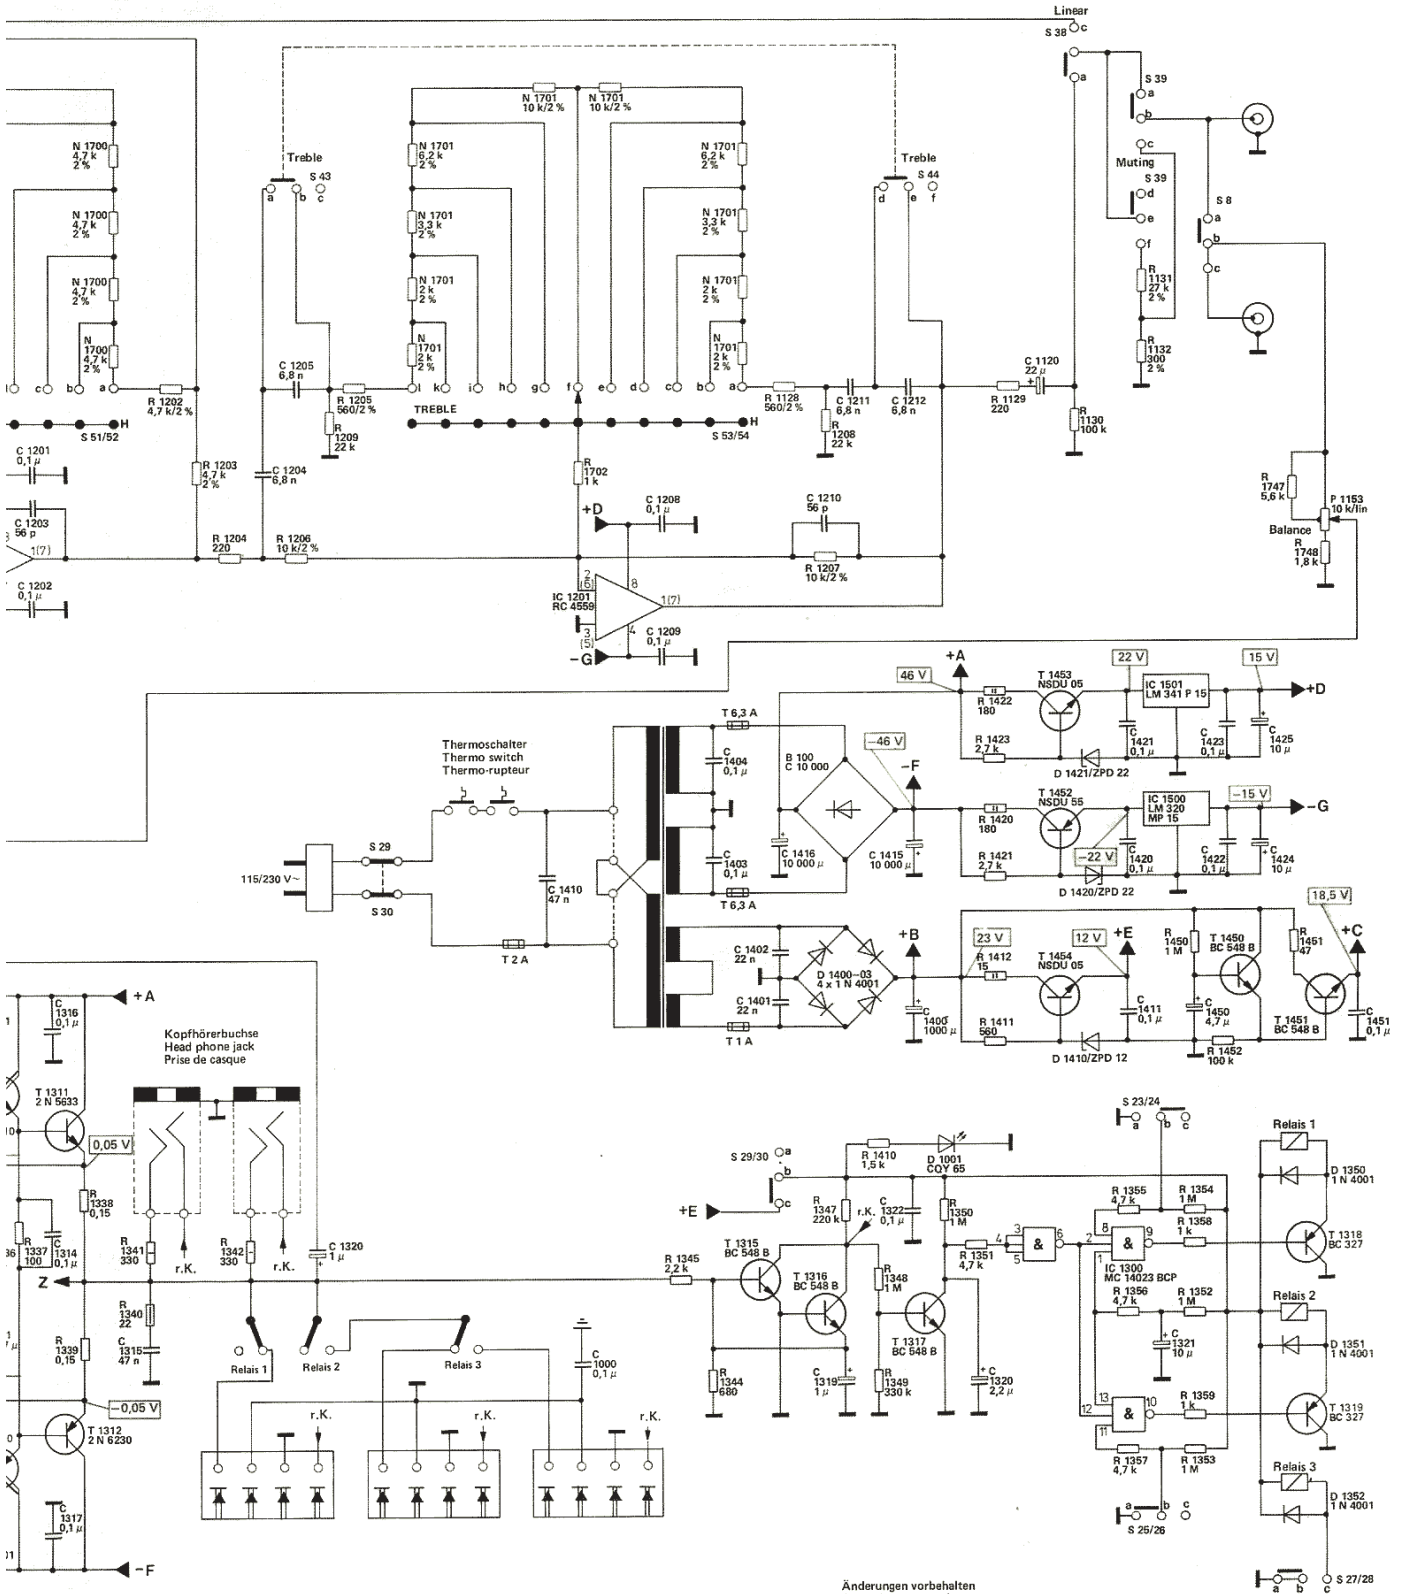 Linear
S 38
c
a
S 39
a
b
c
Muting
S 39
d
e
f
S 8
a
b
c
R
1131
27 k
2 %
R
1132
300
2 %
N 1701
10 k/2 %
N 1701
10 k/2 %
N 1700
4,7 k
2 %
N 1700
4,7 k
2 %
N 1700
4,7 k
2 %
N
1700
4,7 k
2 %
Treble
S 43
a
b
c
N 1701
6,2 k
2 %
N 1701
3,3 k
2 %
N 1701
2 k
2 %
N
1701
2 k
2 %
N 1701
6,2 k
2 %
N 1701
3,3 k
2 %
N 1701
2 k
2 %
N
1701
2 k
2 %
Treble
S 44
d
e
f
c
b
a
R 1202
4,7 k/2 %
H
S 51/52
C 1205
6,8 n
R 1205
560/2 %
R
1209
22 k
l
k
i
h
g
f
e
d
c
b
a
TREBLE
H
S 53/54
R 1128
560/2 %
C 1211
6,8 n
C 1212
6,8 n
R
1208
22 k
R 1129
220
C 1120
22 µ
+
R
1130
100 k
C 1201
0,1 µ
C 1203
56 p
1(7)
C 1202
0,1 µ
R 1203
4,7 k
2 %
C 1204
6,8 n
R 1204
220
R 1206
10 k/2 %
R
1702
1 k
+D
C 1208
0,1 µ
C 1210
56 p
R 1207
10 k/2 %
2
(6)
8
IC 1201
RC 4559
1(7)
3
(5)
4
-G
C 1209
0,1 µ
R
1747
5,6 k
P 1153
10 k/lin
Balance
R
1748
1,8 k
46 V
+A
T 1453
NSDU 05
22 V
IC 1501
LM 341 P 15
15 V
+D
R 1422
180
R 1423
2,7 k
C
1421
0,1 µ
C
1423
0,1 µ
C
1425
10 µ
D 1421/ZPD 22
T 6,3 A
C
1404
0,1 µ
B 100
C 10 000
-46 V
-F
T 1452
NSDU 55
IC 1500
LM 320
MP 15
-15 V
-G
R 1420
180
R 1421
2,7 k
-22 V
C
1420
0,1 µ
C
1422
0,1 µ
C
1424
10 µ
D 1420/ZPD 22
Thermoschalter
Thermo switch
Thermo-rupteur
S 29
115/230 V~
S 30
C 1410
47 n
T 2 A
C
1403
0,1 µ
T 6,3 A
C 1416
10 000 µ
C 1415
10 000 µ
C 1402
22 n
D 1400-03
4 x 1 N 4001
C 1401
22 n
T 1 A
+B
23 V
C
1400
1000 µ
R 1412
15
R 1411
560
T 1454
NSDU 05
12 V
+E
C
1411
0,1 µ
D 1410/ZPD 12
R
1450
1 M
T 1450
BC 548 B
R
1451
47
18,5 V
+C
C
1450
4,7 µ
T 1451
BC 548 B
R 1452
100 k
C
1451
0,1 µ
+A
C
1316
0,1 µ
Kopfhörerbuchse
Head phone jack
Prise de casque
T 1311
2 N 5633
0,05 V
R
1338
0,15
R
1337
100
C
1314
0,1 µ
R
1341
330
r.K.
R
1342
330
r.K.
C 1320
1 µ
Z
R
1340
22
C
1315
47 n
R
1339
0,15
-0,05 V
T 1312
2 N 6230
C
1317
0,1 µ
-F
Relais 1
Relais 2
Relais 3
C
1000
0,1 µ
r.K.
r.K.
r.K.
S 29/30
a
b
c
+E
R 1410
1,5 k
D 1001
CQY 65
R
1347
220 k
r.K.
C
1322
0,1 µ
R
1350
1 M
R 1345
2,2 k
T 1315
BC 548 B
T 1316
BC 548 B
R
1348
1 M
T 1317
BC 548 B
R 1351
4,7 k
R
1344
680
C
1319
1 µ
R
1349
330 k
C
1320
2,2 µ
3
4
5
&
6
S 23/24
a
b
c
R 1355
4,7 k
R 1354
1 M
R 1358
1 k
8
2
1
&
9
IC 1300
MC 14023 BCP
R 1356
4,7 k
R 1352
1 M
C
1321
10 µ
13
12
11
&
10
R 1359
1 k
R 1357
4,7 k
R 1353
1 M
a
b
c
S 25/26
Relais 1
D 1350
1 N 4001
T 1318
BC 327
Relais 2
D 1351
1 N 4001
T 1319
BC 327
Relais 3
D 1352
1 N 4001
a
b
c
S 27/28
Änderungen vorbehalten